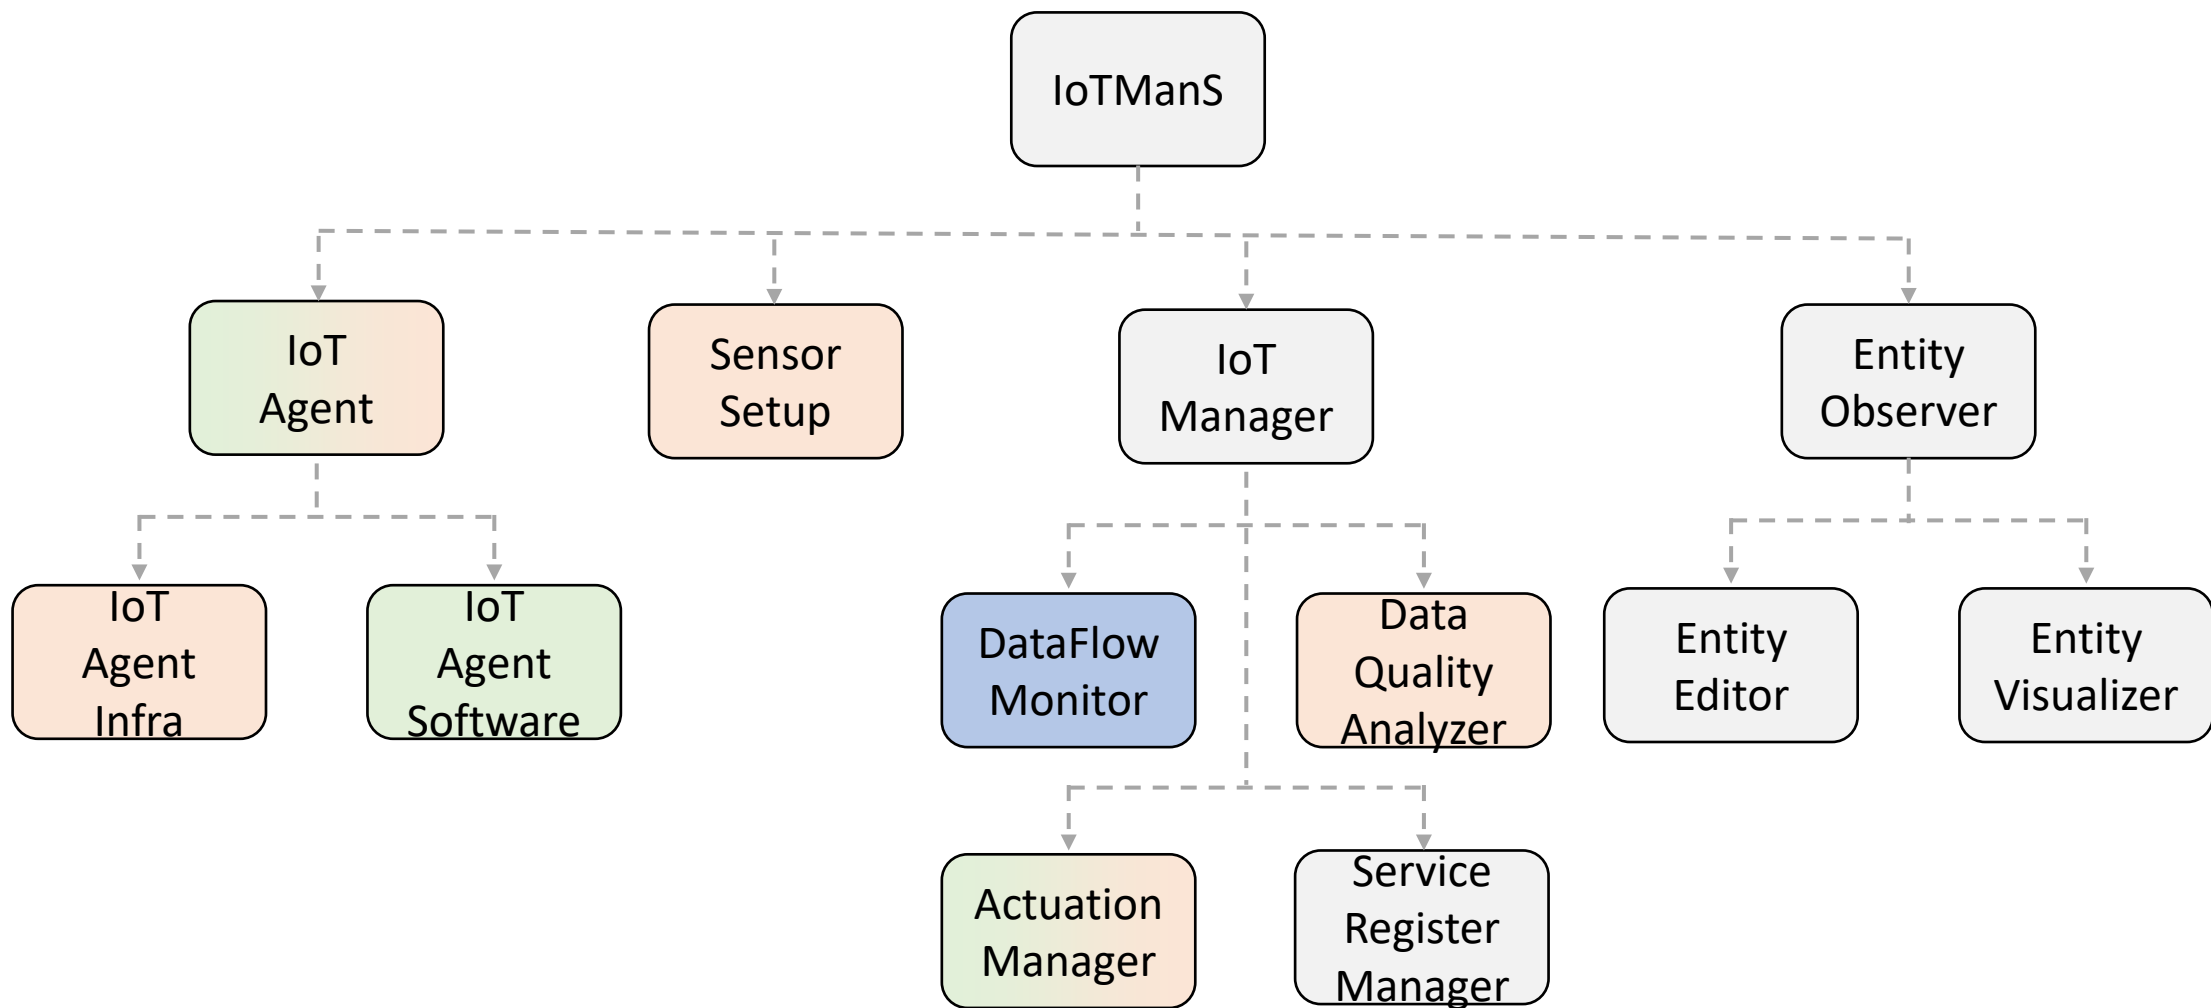 IoTManS
IoT
Agent
Sensor
Setup
IoT
Manager
Entity
Observer
IoT
Agent
Infra
IoT
Agent
Software
DataFlow
Monitor
Data
Quality
Analyzer
Entity
Editor
Entity
Visualizer
Actuation
Manager
Service
Register
Manager